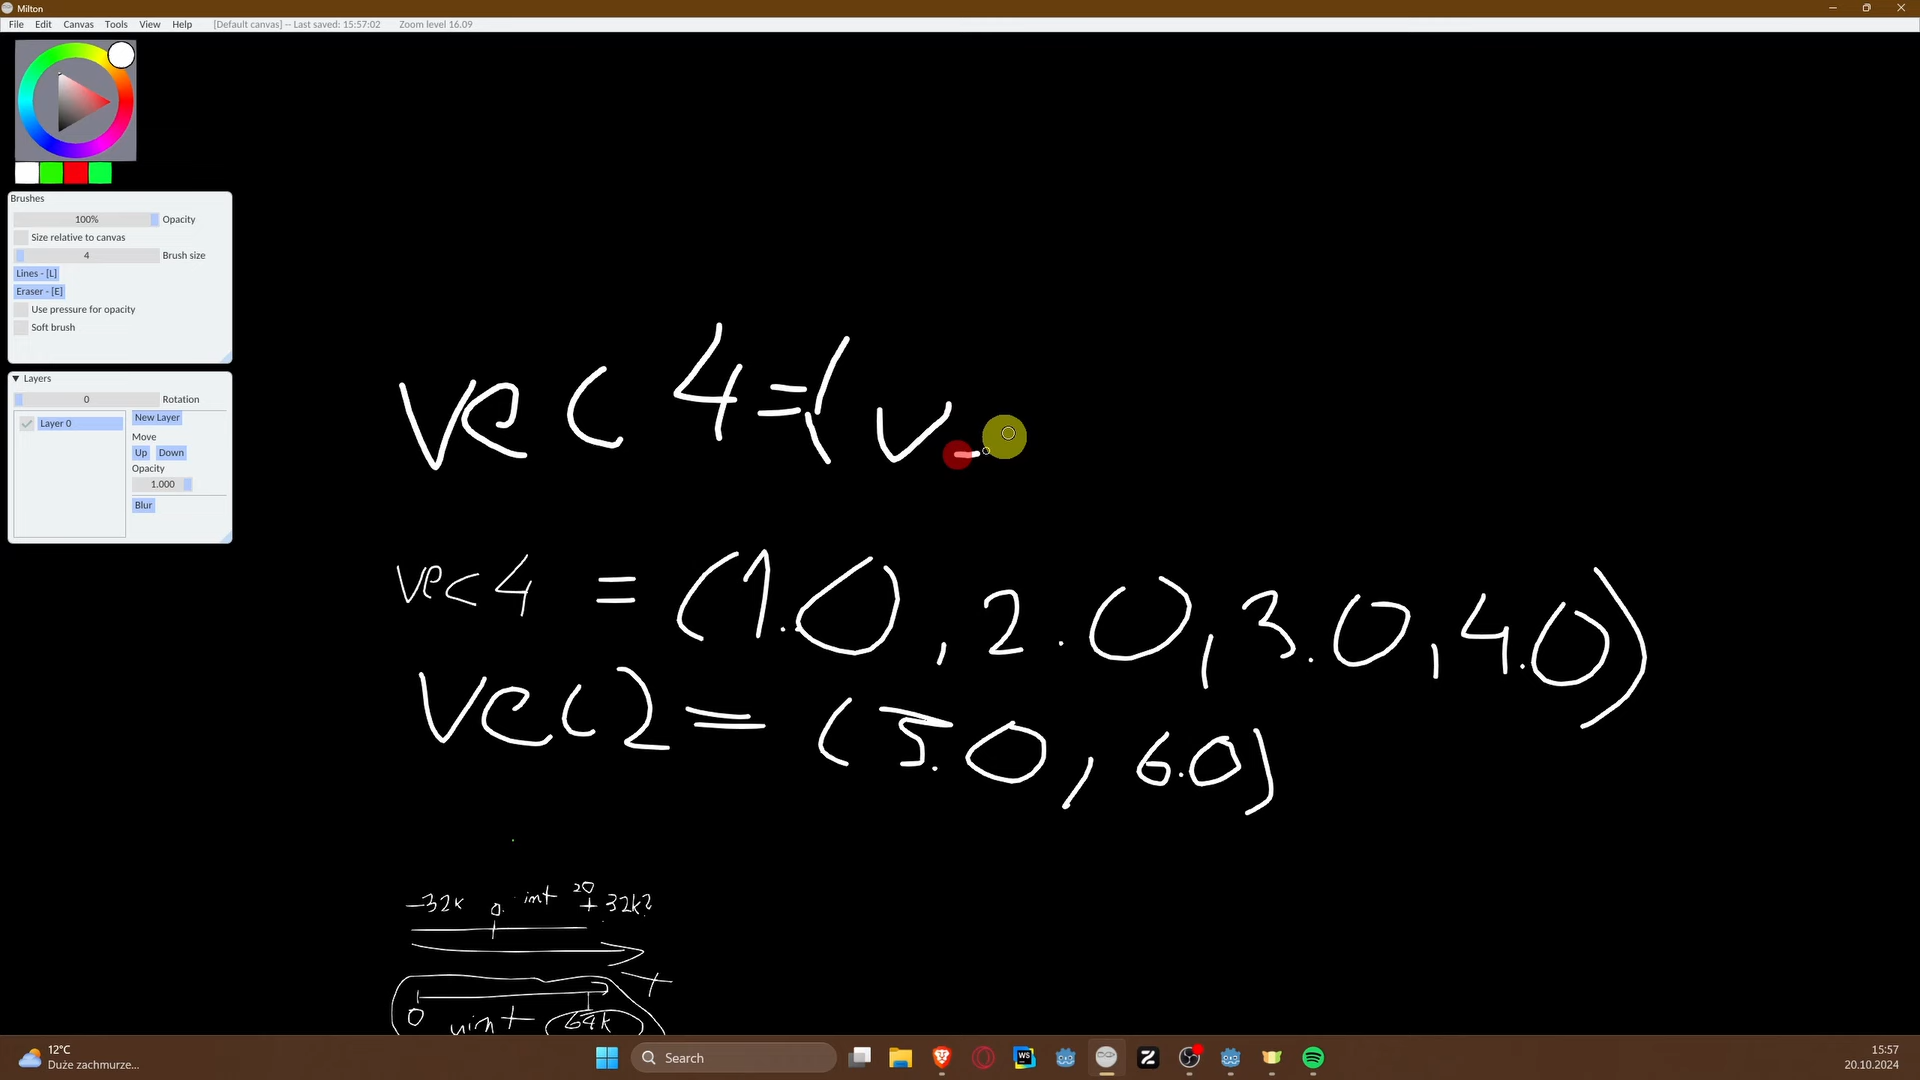 Milton
File Edit Canvas Tools View Help [Default canvas] -- Last saved: 15:57:02 Zoom level 16.09
Brushes
100% Opacity
Size relative to canvas
4 Brush size
Lines - [L]
Eraser - [E]
Use pressure for opacity
Soft brush
Layers
0 Rotation
Layer 0
New Layer
Move
Up Down
Opacity
1.000
Blur
vec 4 = ( v
vec4 = (1.0, 2.0, 3.0, 4.0)
vec2 = (5.0, 6.0)
-32k 0 int 20 + 32k
+
0 uint 64k
12°C
Duże zachmurze...
Search
WS
15:57
20.10.2024